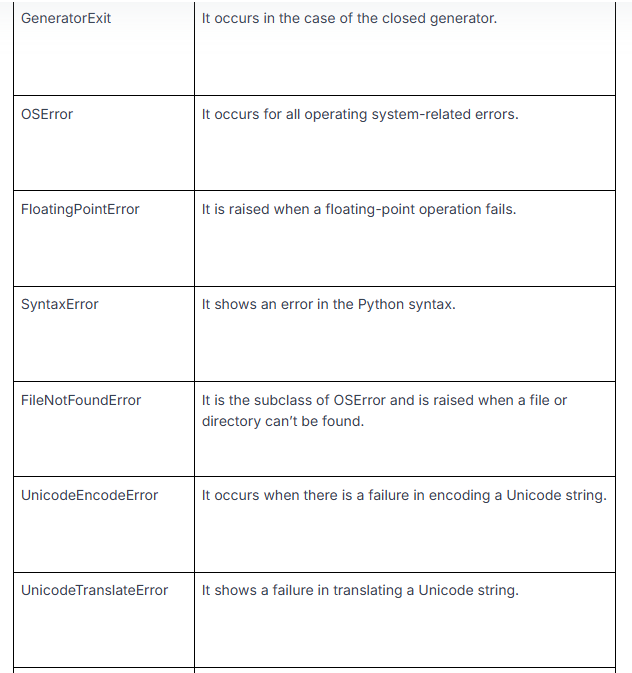 GeneratorExit
It occurs in the case of the closed generator.
OSError
It occurs for all operating system-related errors.
FloatingPointError
It is raised when a floating-point operation fails.
SyntaxError
It shows an error in the Python syntax.
FileNotFoundError
It is the subclass of OSError and is raised when a file or
directory can’t be found.
UnicodeEncodeError
It occurs when there is a failure in encoding a Unicode string.
UnicodeTranslateError
It shows a failure in translating a Unicode string.